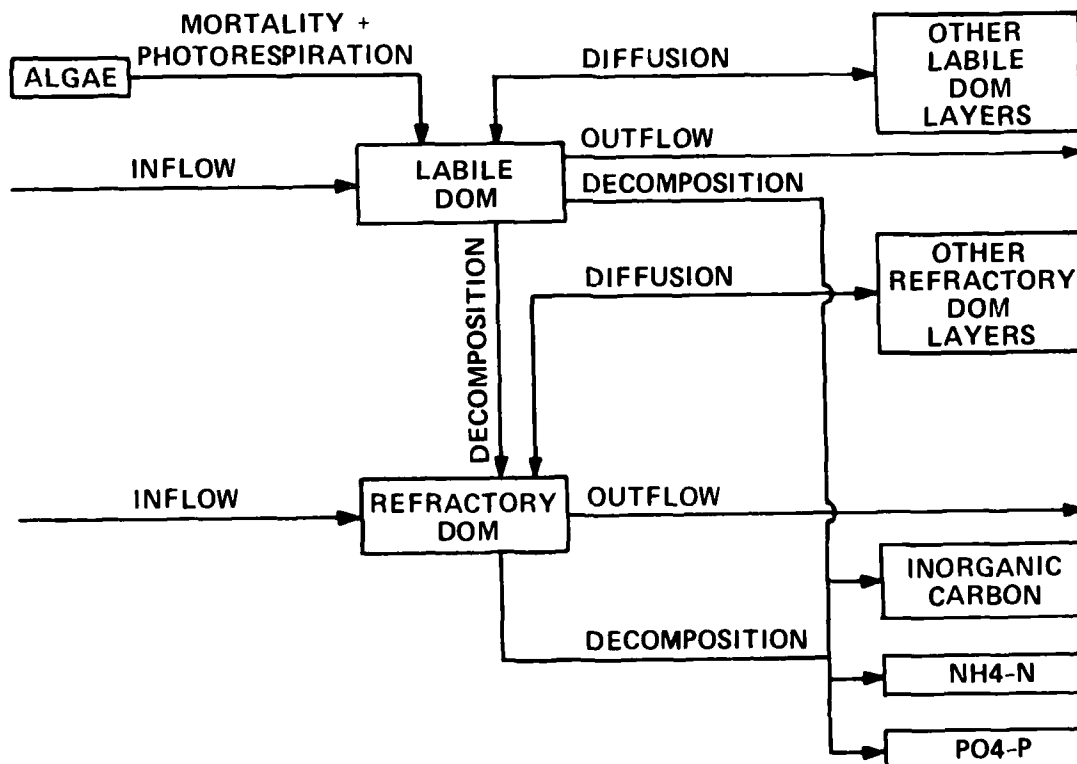 MORTALITY +
PHOTORESPIRATION
ALGAE
DIFFUSION
OTHER
LABILE
DOM
LAYERS
INFLOW
LABILE
DOM
OUTFLOW
DECOMPOSITION
DECOMPOSITION
DIFFUSION
OTHER
REFRACTORY
DOM
LAYERS
INFLOW
REFRACTORY
DOM
OUTFLOW
INORGANIC
CARBON
DECOMPOSITION
NH4-N
PO4-P